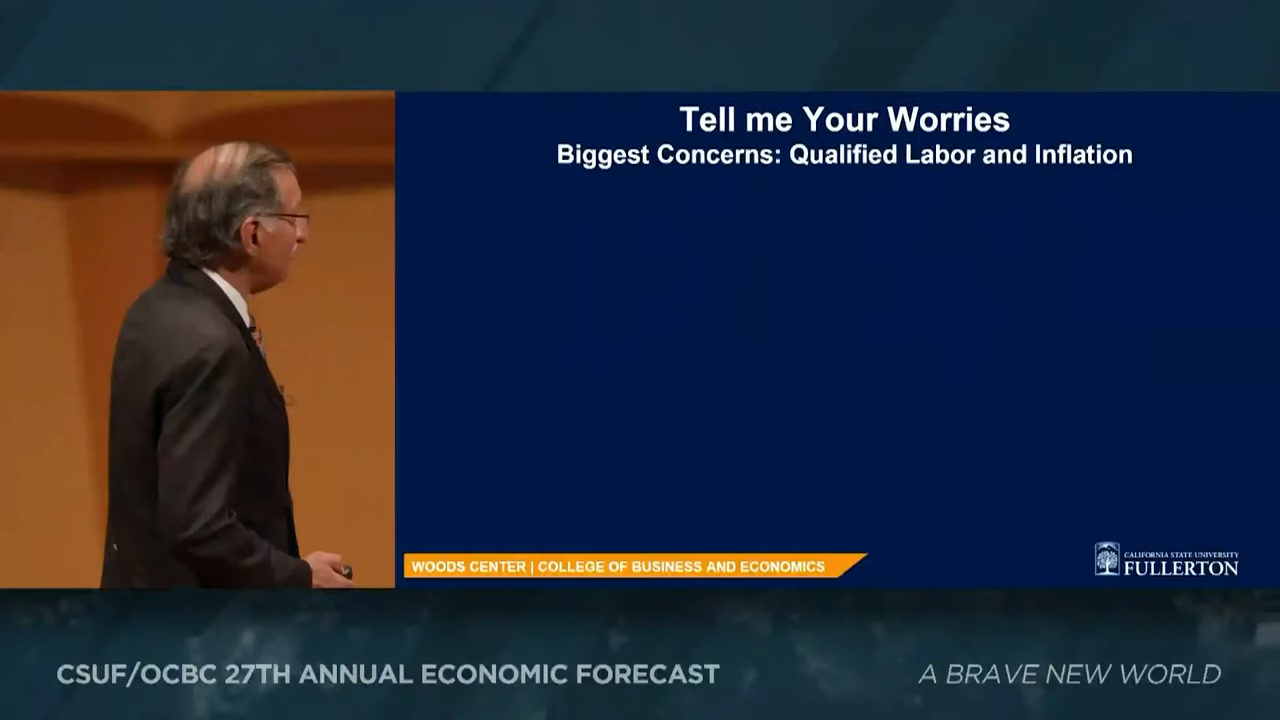 Tell me Your Worries
Biggest Concerns: Qualified Labor and Inflation
WOODS CENTER | COLLEGE OF BUSINESS AND ECONOMICS
CALIFORNIA STATE UNIVERSITY
FULLERTON
CSUF/OCBC 27TH ANNUAL ECONOMIC FORECAST
A BRAVE NEW WORLD